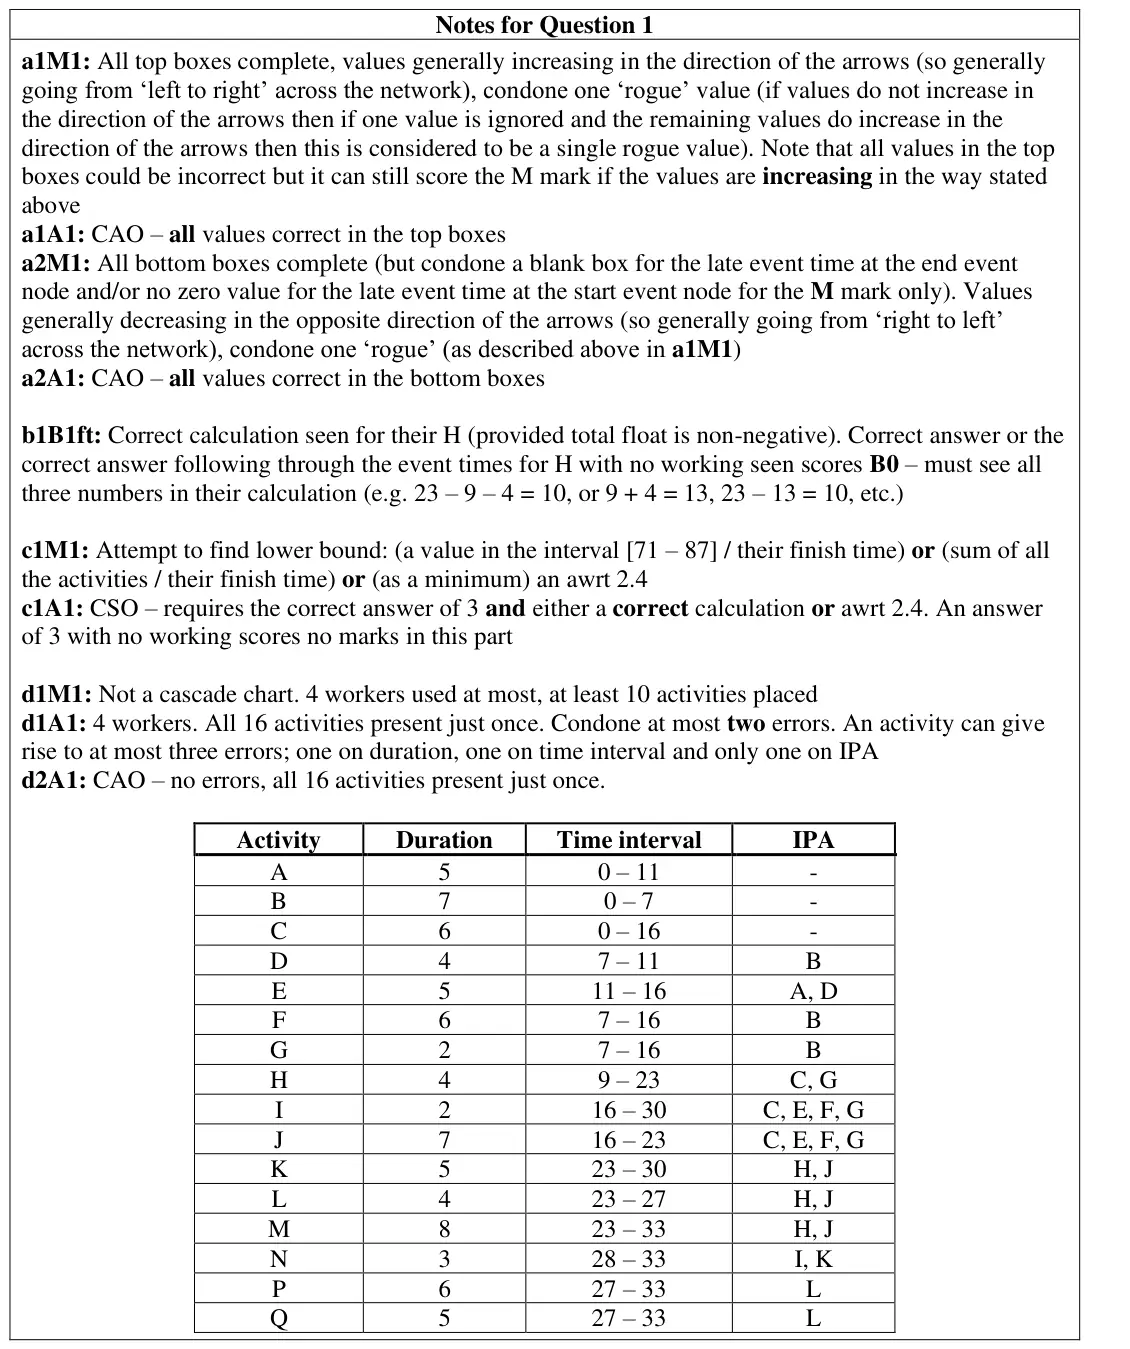 Notes for Question 1
a1M1: All top boxes complete, values generally increasing in the direction of the arrows (so generally
going from ‘left to right’ across the network), condone one ‘rogue’ value (if values do not increase in
the direction of the arrows then if one value is ignored and the remaining values do increase in the
direction of the arrows then this is considered to be a single rogue value). Note that all values in the top
boxes could be incorrect but it can still score the M mark if the values are increasing in the way stated
above
a1A1: CAO – all values correct in the top boxes
a2M1: All bottom boxes complete (but condone a blank box for the late event time at the end event
node and/or no zero value for the late event time at the start event node for the M mark only). Values
generally decreasing in the opposite direction of the arrows (so generally going from ‘right to left’
across the network), condone one ‘rogue’ (as described above in a1M1)
a2A1: CAO – all values correct in the bottom boxes
b1B1ft: Correct calculation seen for their H (provided total float is non-negative). Correct answer or the
correct answer following through the event times for H with no working seen scores B0 – must see all
three numbers in their calculation (e.g. 23 – 9 – 4 = 10, or 9 + 4 = 13, 23 – 13 = 10, etc.)
c1M1: Attempt to find lower bound: (a value in the interval [71 – 87] / their finish time) or (sum of all
the activities / their finish time) or (as a minimum) an awrt 2.4
c1A1: CSO – requires the correct answer of 3 and either a correct calculation or awrt 2.4. An answer
of 3 with no working scores no marks in this part
d1M1: Not a cascade chart. 4 workers used at most, at least 10 activities placed
d1A1: 4 workers. All 16 activities present just once. Condone at most two errors. An activity can give
rise to at most three errors; one on duration, one on time interval and only one on IPA
d2A1: CAO – no errors, all 16 activities present just once.
Activity Duration Time interval IPA
A 5 0 – 11 -
B 7 0 – 7 -
C 6 0 – 16 -
D 4 7 – 11 B
E 5 11 – 16 A, D
F 6 7 – 16 B
G 2 7 – 16 B
H 4 9 – 23 C, G
I 2 16 – 30 C, E, F, G
J 7 16 – 23 C, E, F, G
K 5 23 – 30 H, J
L 4 23 – 27 H, J
M 8 23 – 33 H, J
N 3 28 – 33 I, K
P 6 27 – 33 L
Q 5 27 – 33 L